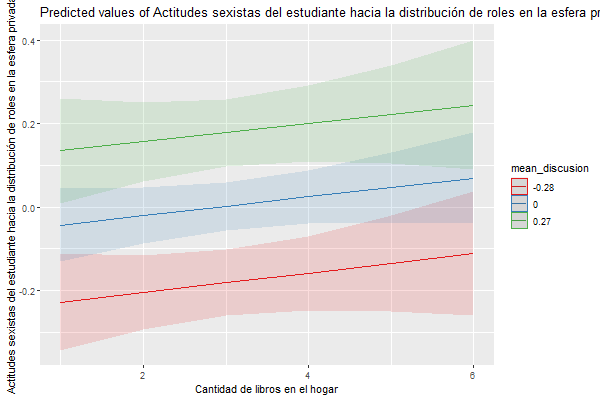 Predicted values of Actitudes sexistas del estudiante hacia la distribución de roles en la esfera pr
Actitudes sexistas del estudiante hacia la distribución de roles en la esfera privada
0.4
0.2
0.0
-0.2
2
4
6
Cantidad de libros en el hogar
mean_discusion
-0.28
0
0.27